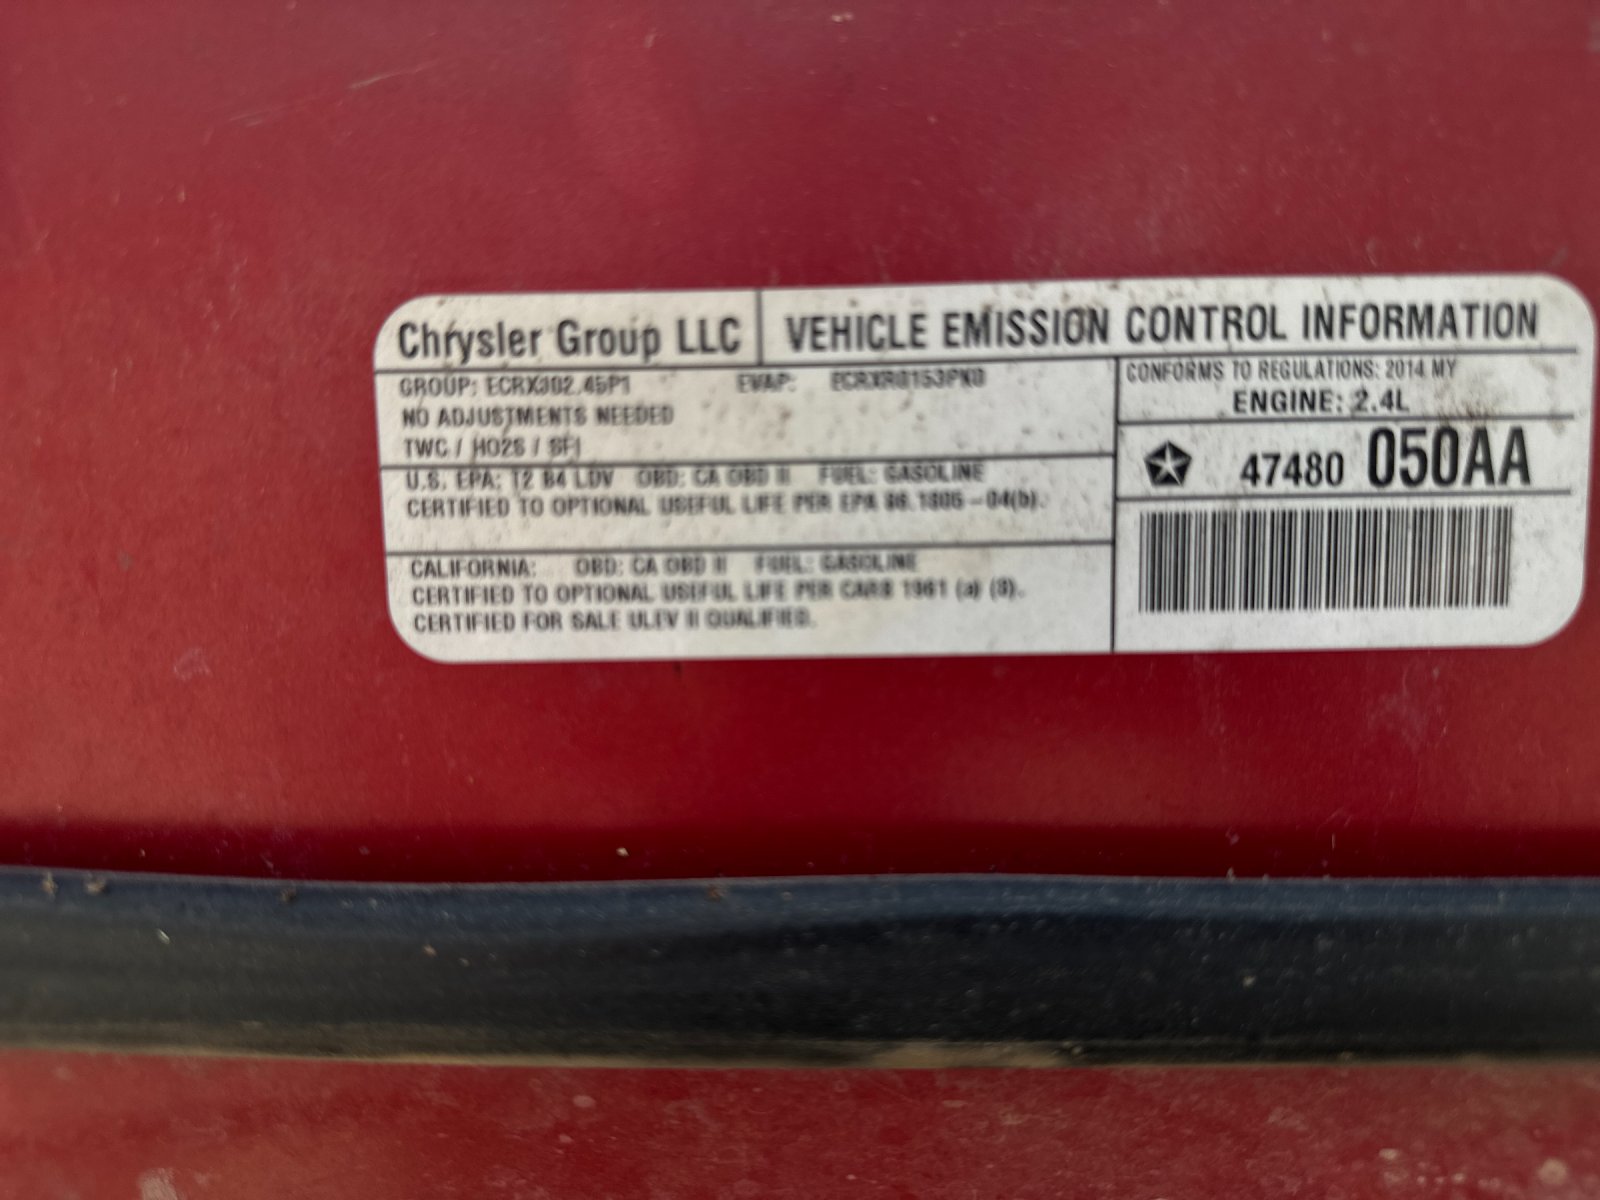 Chrysler Group LLC VEHICLE EMISSION CONTROL INFORMATION
GROUP: ECRX302.45P1 EVAP: ECRXR0153PK0
NO ADJUSTMENTS NEEDED
TWC / HO2S / SFI
U.S. EPA: T2 B4 LDV OBD: CA OBD II FUEL: GASOLINE
CERTIFIED TO OPTIONAL USEFUL LIFE PER EPA 86.1805-04(b).
CALIFORNIA: OBD: CA OBD II FUEL: GASOLINE
CERTIFIED TO OPTIONAL USEFUL LIFE PER CARB 1961 (a) (8).
CERTIFIED FOR SALE ULEV II QUALIFIED.
CONFORMS TO REGULATIONS: 2014 MY
ENGINE: 2.4L
47480 050AA